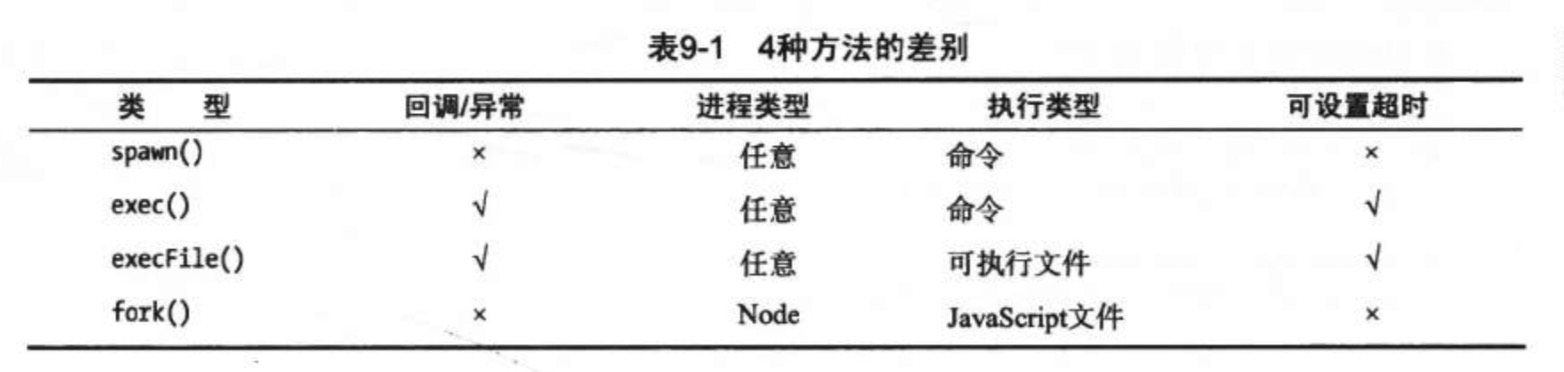 表9-1 4种方法的差别
类 型 回调/异常 进程类型 执行类型 可设置超时
spawn() × 任意 命令 ×
exec() √ 任意 命令 √
execFile() √ 任意 可执行文件 √
fork() × Node JavaScript文件 ×